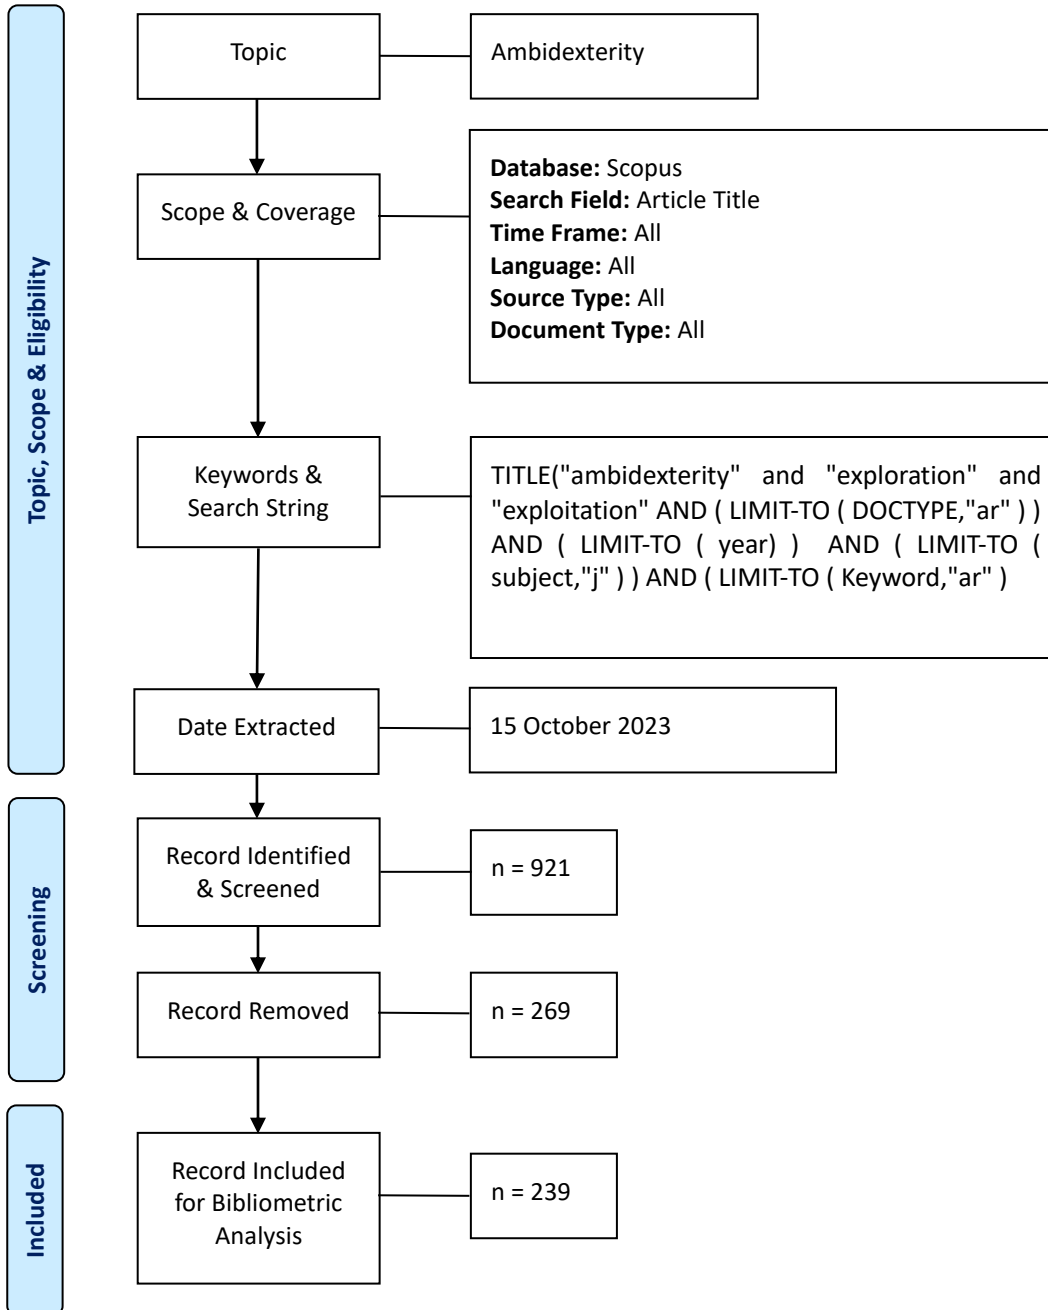 Topic, Scope & Eligibility
Topic
Ambidexterity
Scope & Coverage
Database: Scopus
Search Field: Article Title
Time Frame: All
Language: All
Source Type: All
Document Type: All
Keywords &
Search String
TITLE("ambidexterity" and "exploration" and
"exploitation" AND ( LIMIT-TO ( DOCTYPE,"ar" ) )
AND ( LIMIT-TO ( year) ) AND ( LIMIT-TO (
subject,"j" ) ) AND ( LIMIT-TO ( Keyword,"ar" )
Date Extracted
15 October 2023
Screening
Record Identified
& Screened
n = 921
Record Removed
n = 269
Included
Record Included
for Bibliometric
Analysis
n = 239